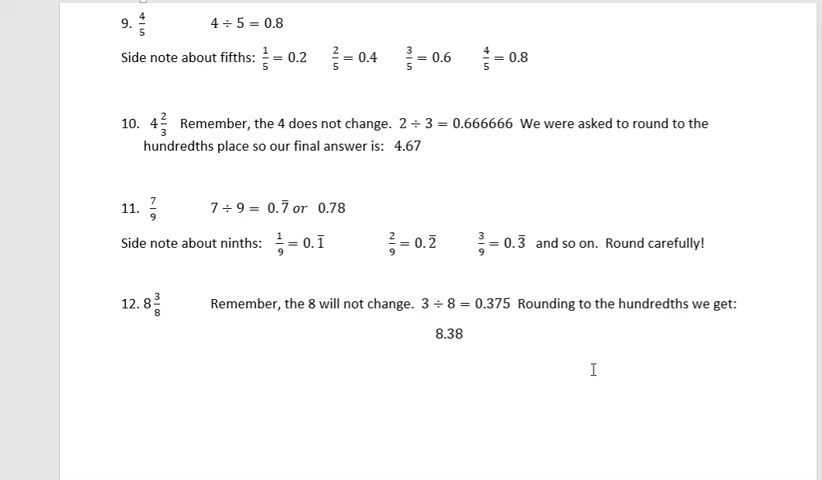 9. 4/5 4 ÷ 5 = 0.8
Side note about fifths: 1/5 = 0.2 2/5 = 0.4 3/5 = 0.6 4/5 = 0.8
10. 4 2/3 Remember, the 4 does not change. 2 ÷ 3 = 0.666666 We were asked to round to the
hundredths place so our final answer is: 4.67
11. 7/9 7 ÷ 9 = 0.7̅ or 0.78
Side note about ninths: 1/9 = 0.1̅ 2/9 = 0.2̅ 3/9 = 0.3̅ and so on. Round carefully!
12. 8 3/8 Remember, the 8 will not change. 3 ÷ 8 = 0.375 Rounding to the hundredths we get:
8.38